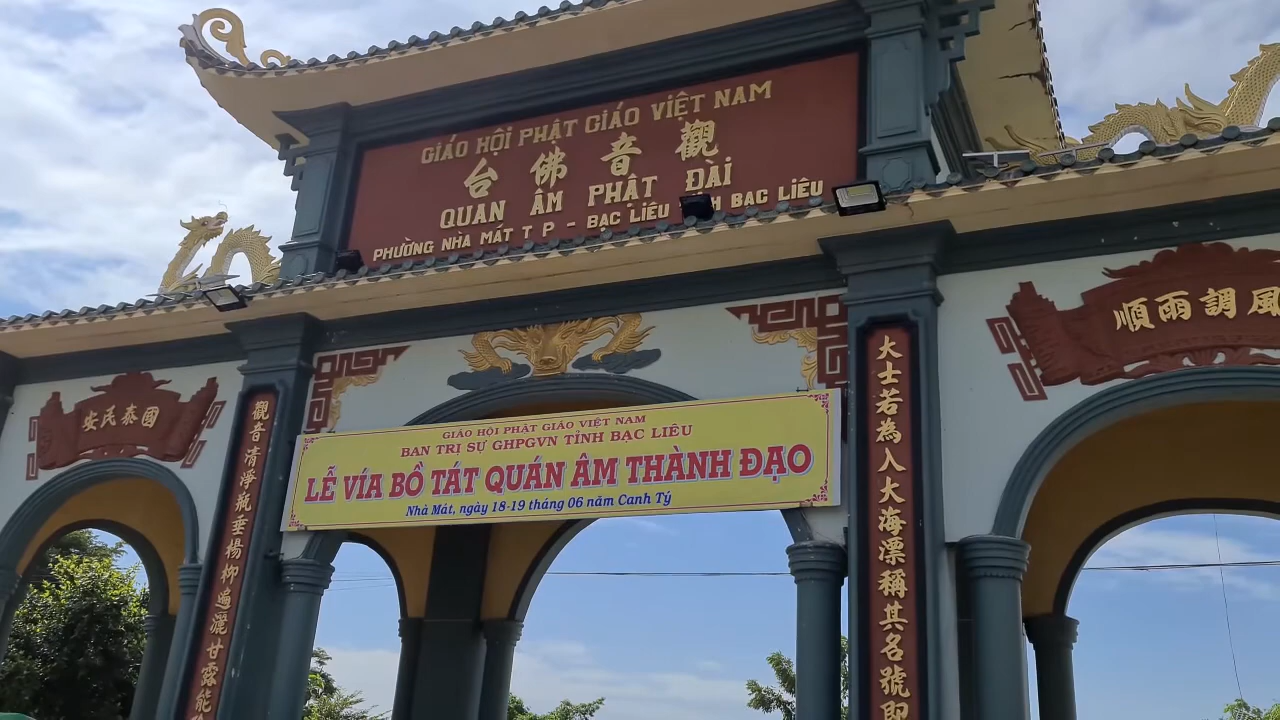 GIÁO HỘI PHẬT GIÁO VIỆT NAM
台佛音觀
QUAN ÂM PHẬT ĐÀI
PHƯỜNG NHÀ MÁT T P - BẠC LIÊU TỈNH BẠC LIÊU
安民泰國
順雨調風
GIÁO HỘI PHẬT GIÁO VIỆT NAM
BAN TRỊ SỰ GHPGVN TỈNH BẠC LIÊU
LỄ VÍA BỒ TÁT QUÁN ÂM THÀNH ĐẠO
Nhà Mát, ngày 18-19 tháng 06 năm Canh Tý
觀音清淨瓶垂楊柳遍灑甘露能
大士若為入大海漂稱其名號即